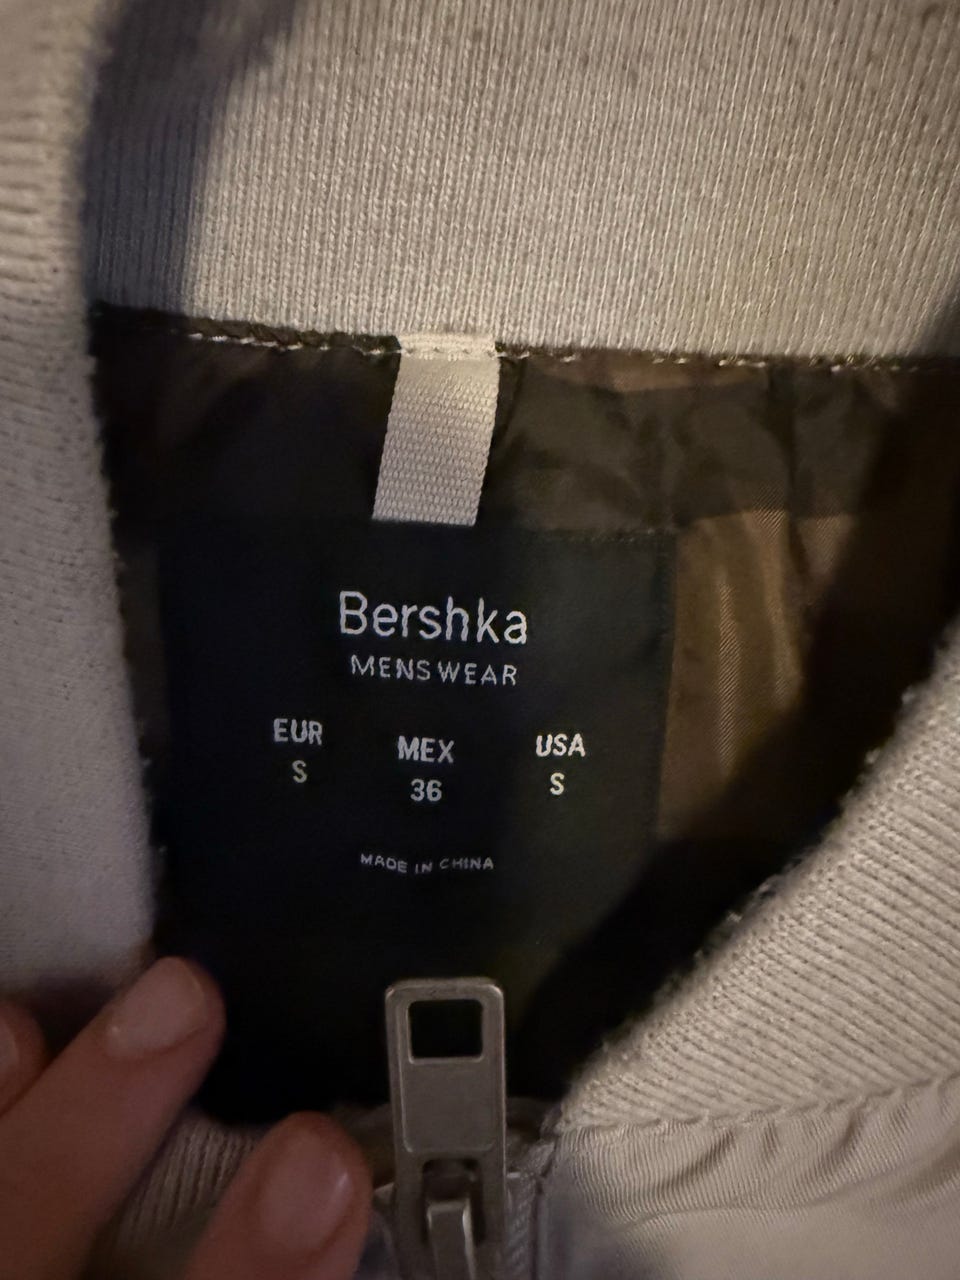 Bershka
MENSWEAR
EUR MEX USA
S 36 S
MADE IN CHINA